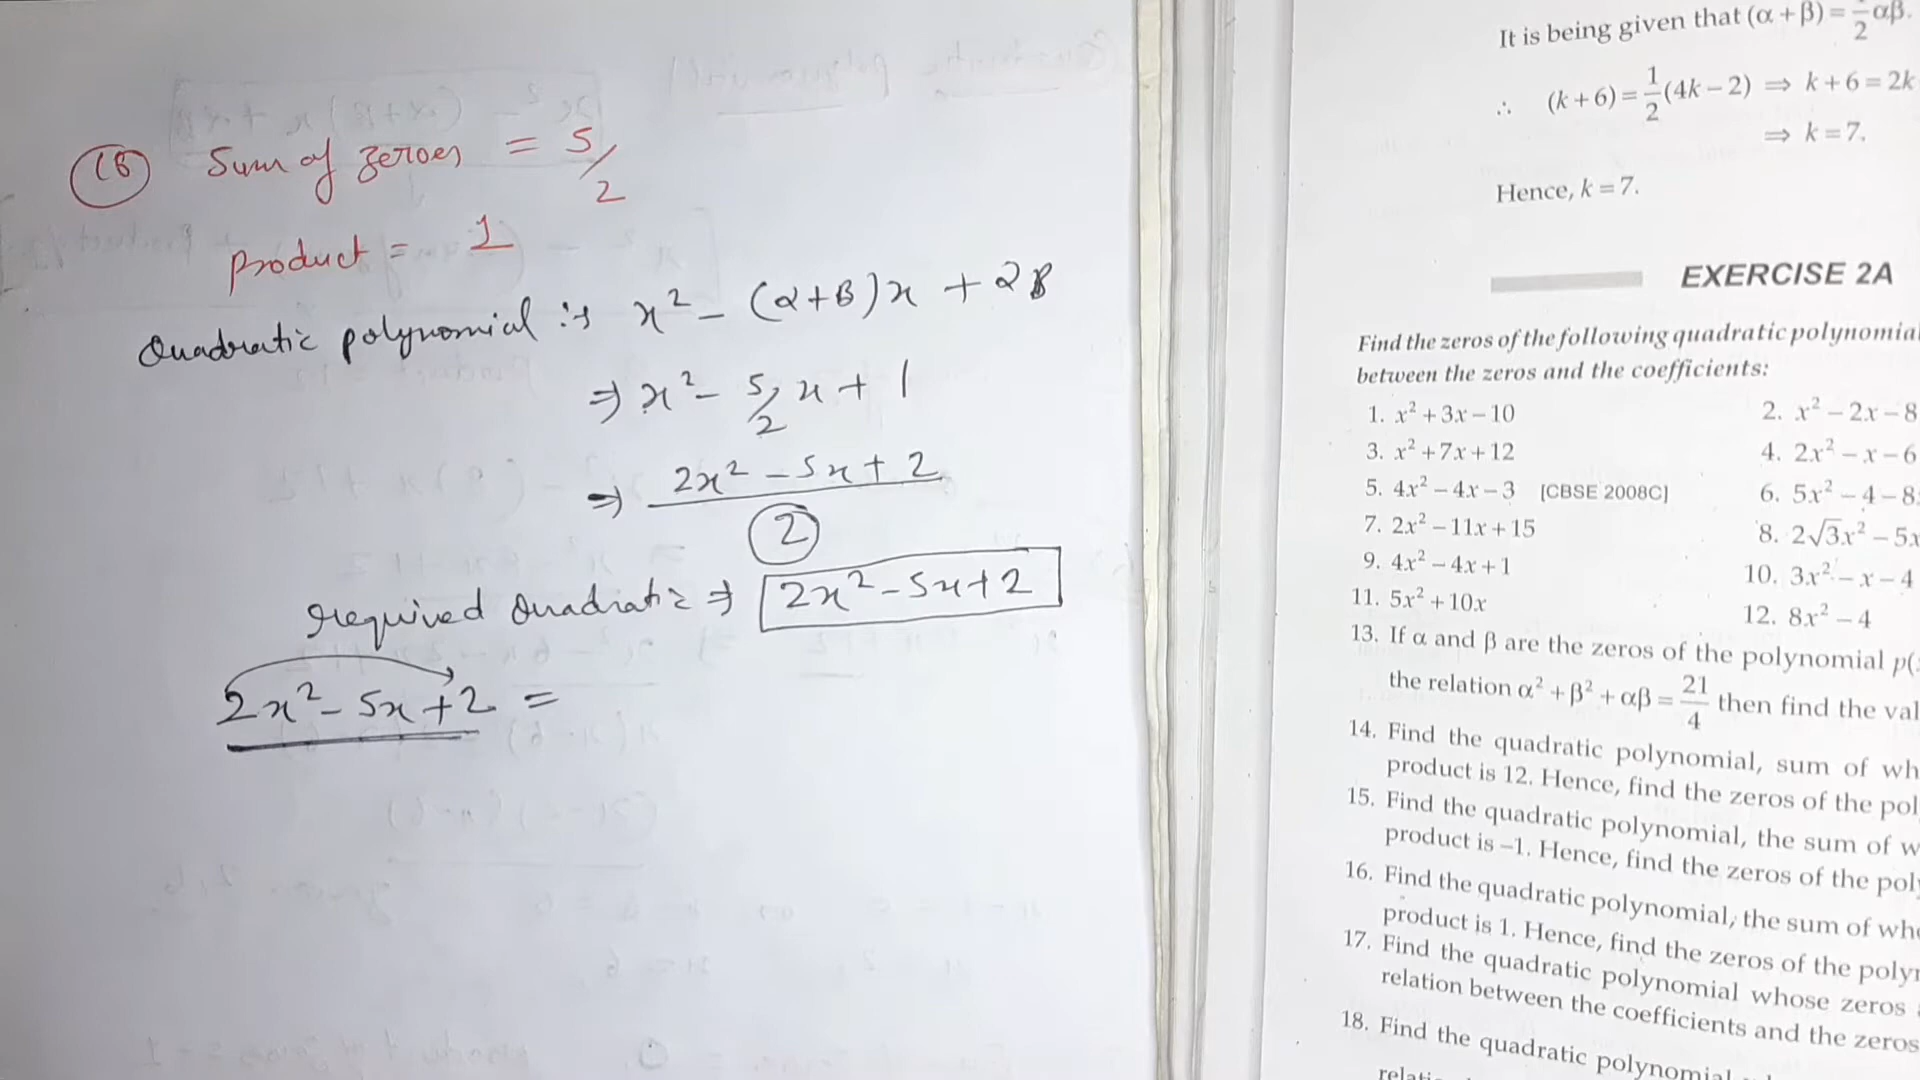 (16) Sum of zeroes = 5/2
product = 1
Quadratic polynomial is x² - (α+β)x + αβ
⇒ x² - 5/2 x + 1
⇒ 2x² - 5x + 2
2
required Quadratic ⇒ 2x² - 5x + 2
2x² - 5x + 2 =
It is being given that (α + β) = 1/2 αβ.
∴ (k + 6) = 1/2 (4k - 2) ⇒ k + 6 = 2k
⇒ k = 7.
Hence, k = 7.
EXERCISE 2A
Find the zeros of the following quadratic polynomial
between the zeros and the coefficients:
1. x² + 3x - 10
2. x² - 2x - 8
3. x² + 7x + 12
4. 2x² - x - 6
5. 4x² - 4x - 3 [CBSE 2008C]
6. 5x² - 4 - 8
7. 2x² - 11x + 15
8. 2√3x² - 5x
9. 4x² - 4x + 1
10. 3x² - x - 4
11. 5x² + 10x
12. 8x² - 4
13. If α and β are the zeros of the polynomial p(
the relation α² + β² + αβ = 21/4 then find the val
14. Find the quadratic polynomial, sum of wh
product is 12. Hence, find the zeros of the pol
15. Find the quadratic polynomial, the sum of w
product is -1. Hence, find the zeros of the pol
16. Find the quadratic polynomial, the sum of wh
product is 1. Hence, find the zeros of the poly
17. Find the quadratic polynomial whose zeros
relation between the coefficients and the zeros
18. Find the quadratic polynomial